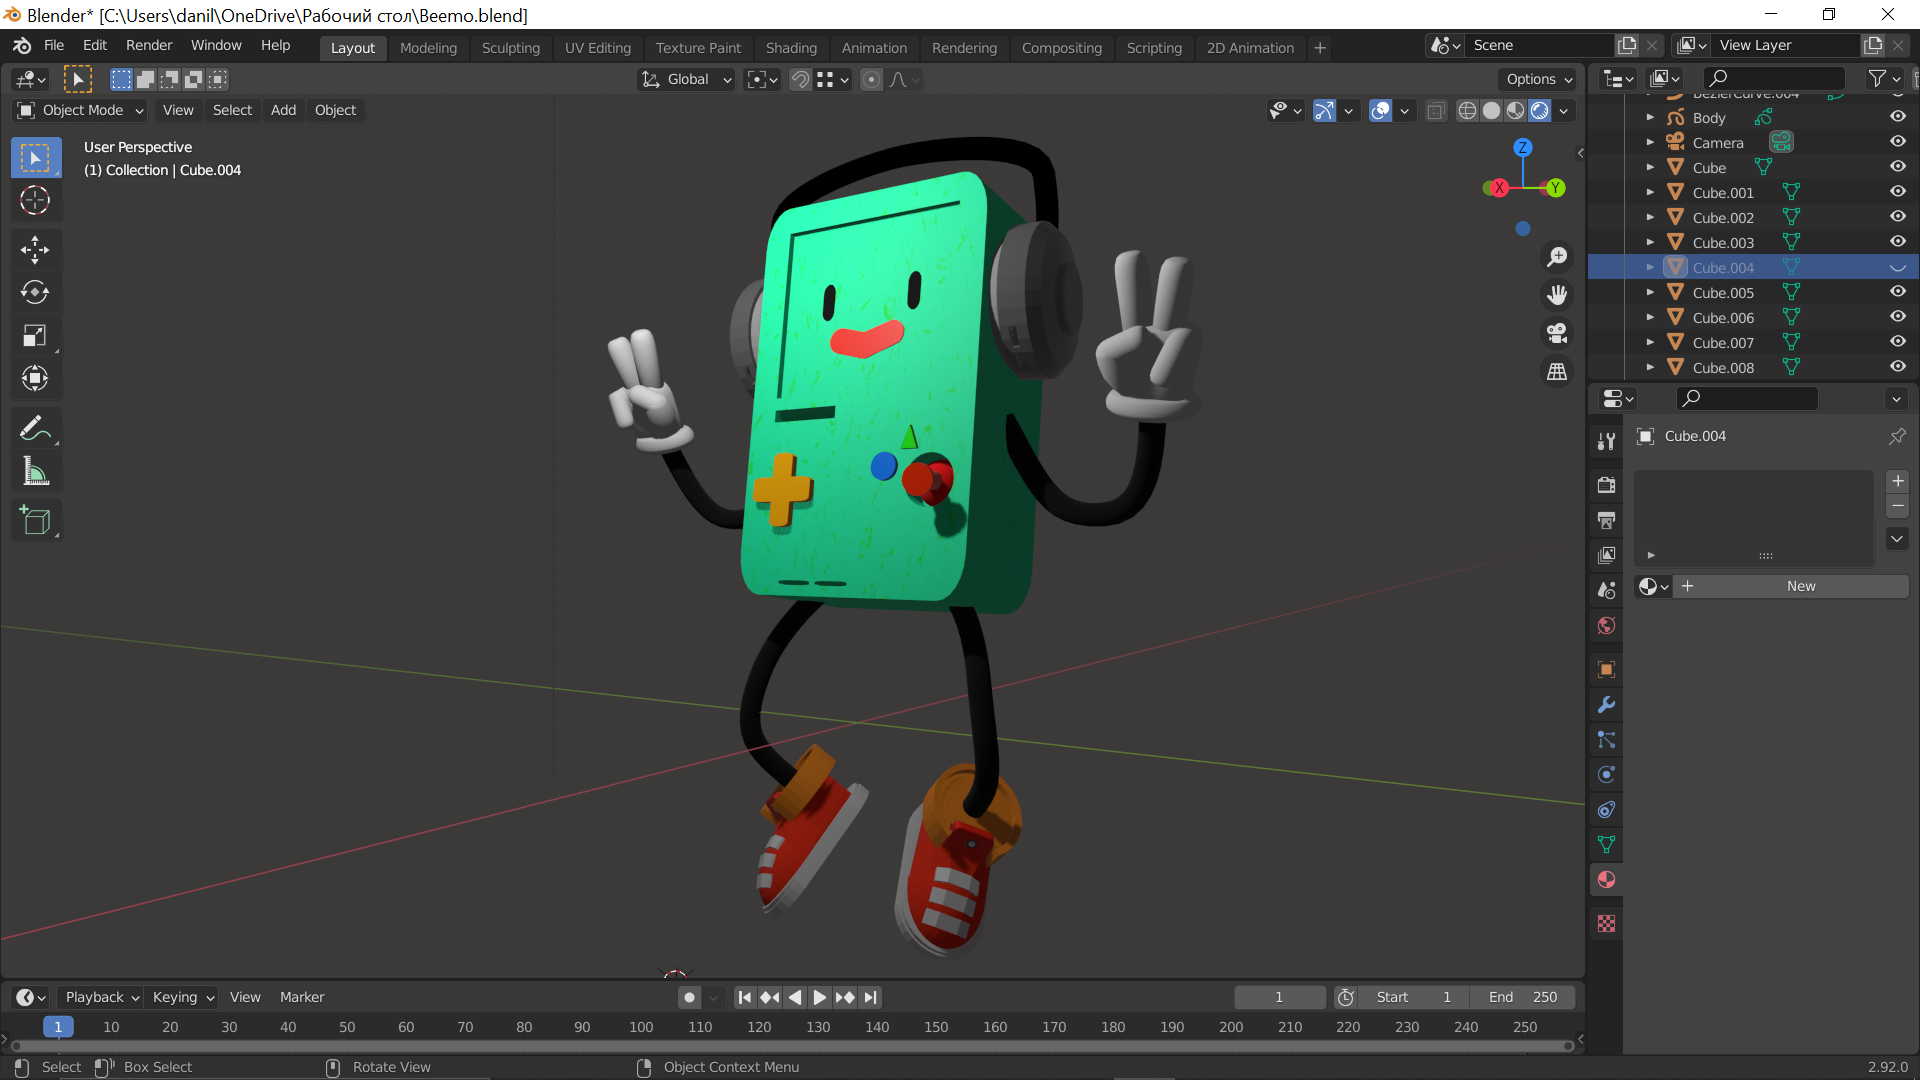 Blender* [C:\Users\danil\OneDrive\Рабочий стол\Beemo.blend]
File Edit Render Window Help
Layout Modeling Sculpting UV Editing Texture Paint Shading Animation Rendering Compositing Scripting 2D Animation +
Scene
View Layer
Global
Options
Object Mode View Select Add Object
User Perspective
(1) Collection | Cube.004
Z
X
Y
BezierCurve.004
Body
Camera
Cube
Cube.001
Cube.002
Cube.003
Cube.004
Cube.005
Cube.006
Cube.007
Cube.008
Cube.004
+ New
Playback Keying View Marker
1
Start 1
End 250
1 10 20 30 40 50 60 70 80 90 100 110 120 130 140 150 160 170 180 190 200 210 220 230 240 250
Select Box Select Rotate View Object Context Menu 2.92.0